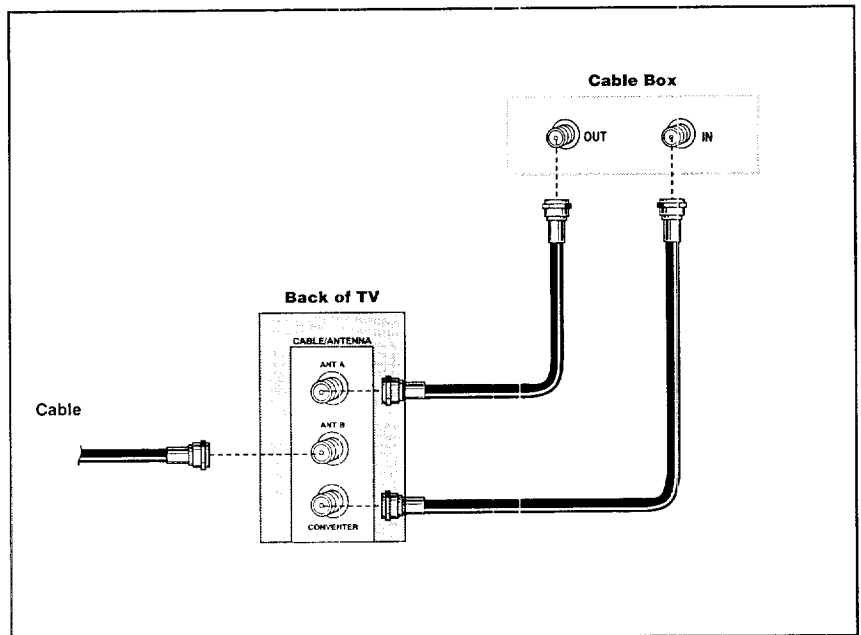 Cable Box
OUT
IN
Back of TV
CABLE/ANTENNA
ANT A
Cable
ANT B
CONVERTER